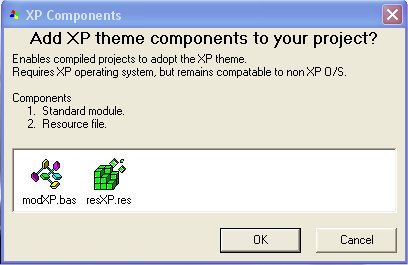 XP Components
Add XP theme components to your project?
Enables compiled projects to adopt the XP theme.
Requires XP operating system, but remains compatable to non XP O/S.
Components
1. Standard module.
2. Resource file.
modXP.bas resXP.res
OK Cancel